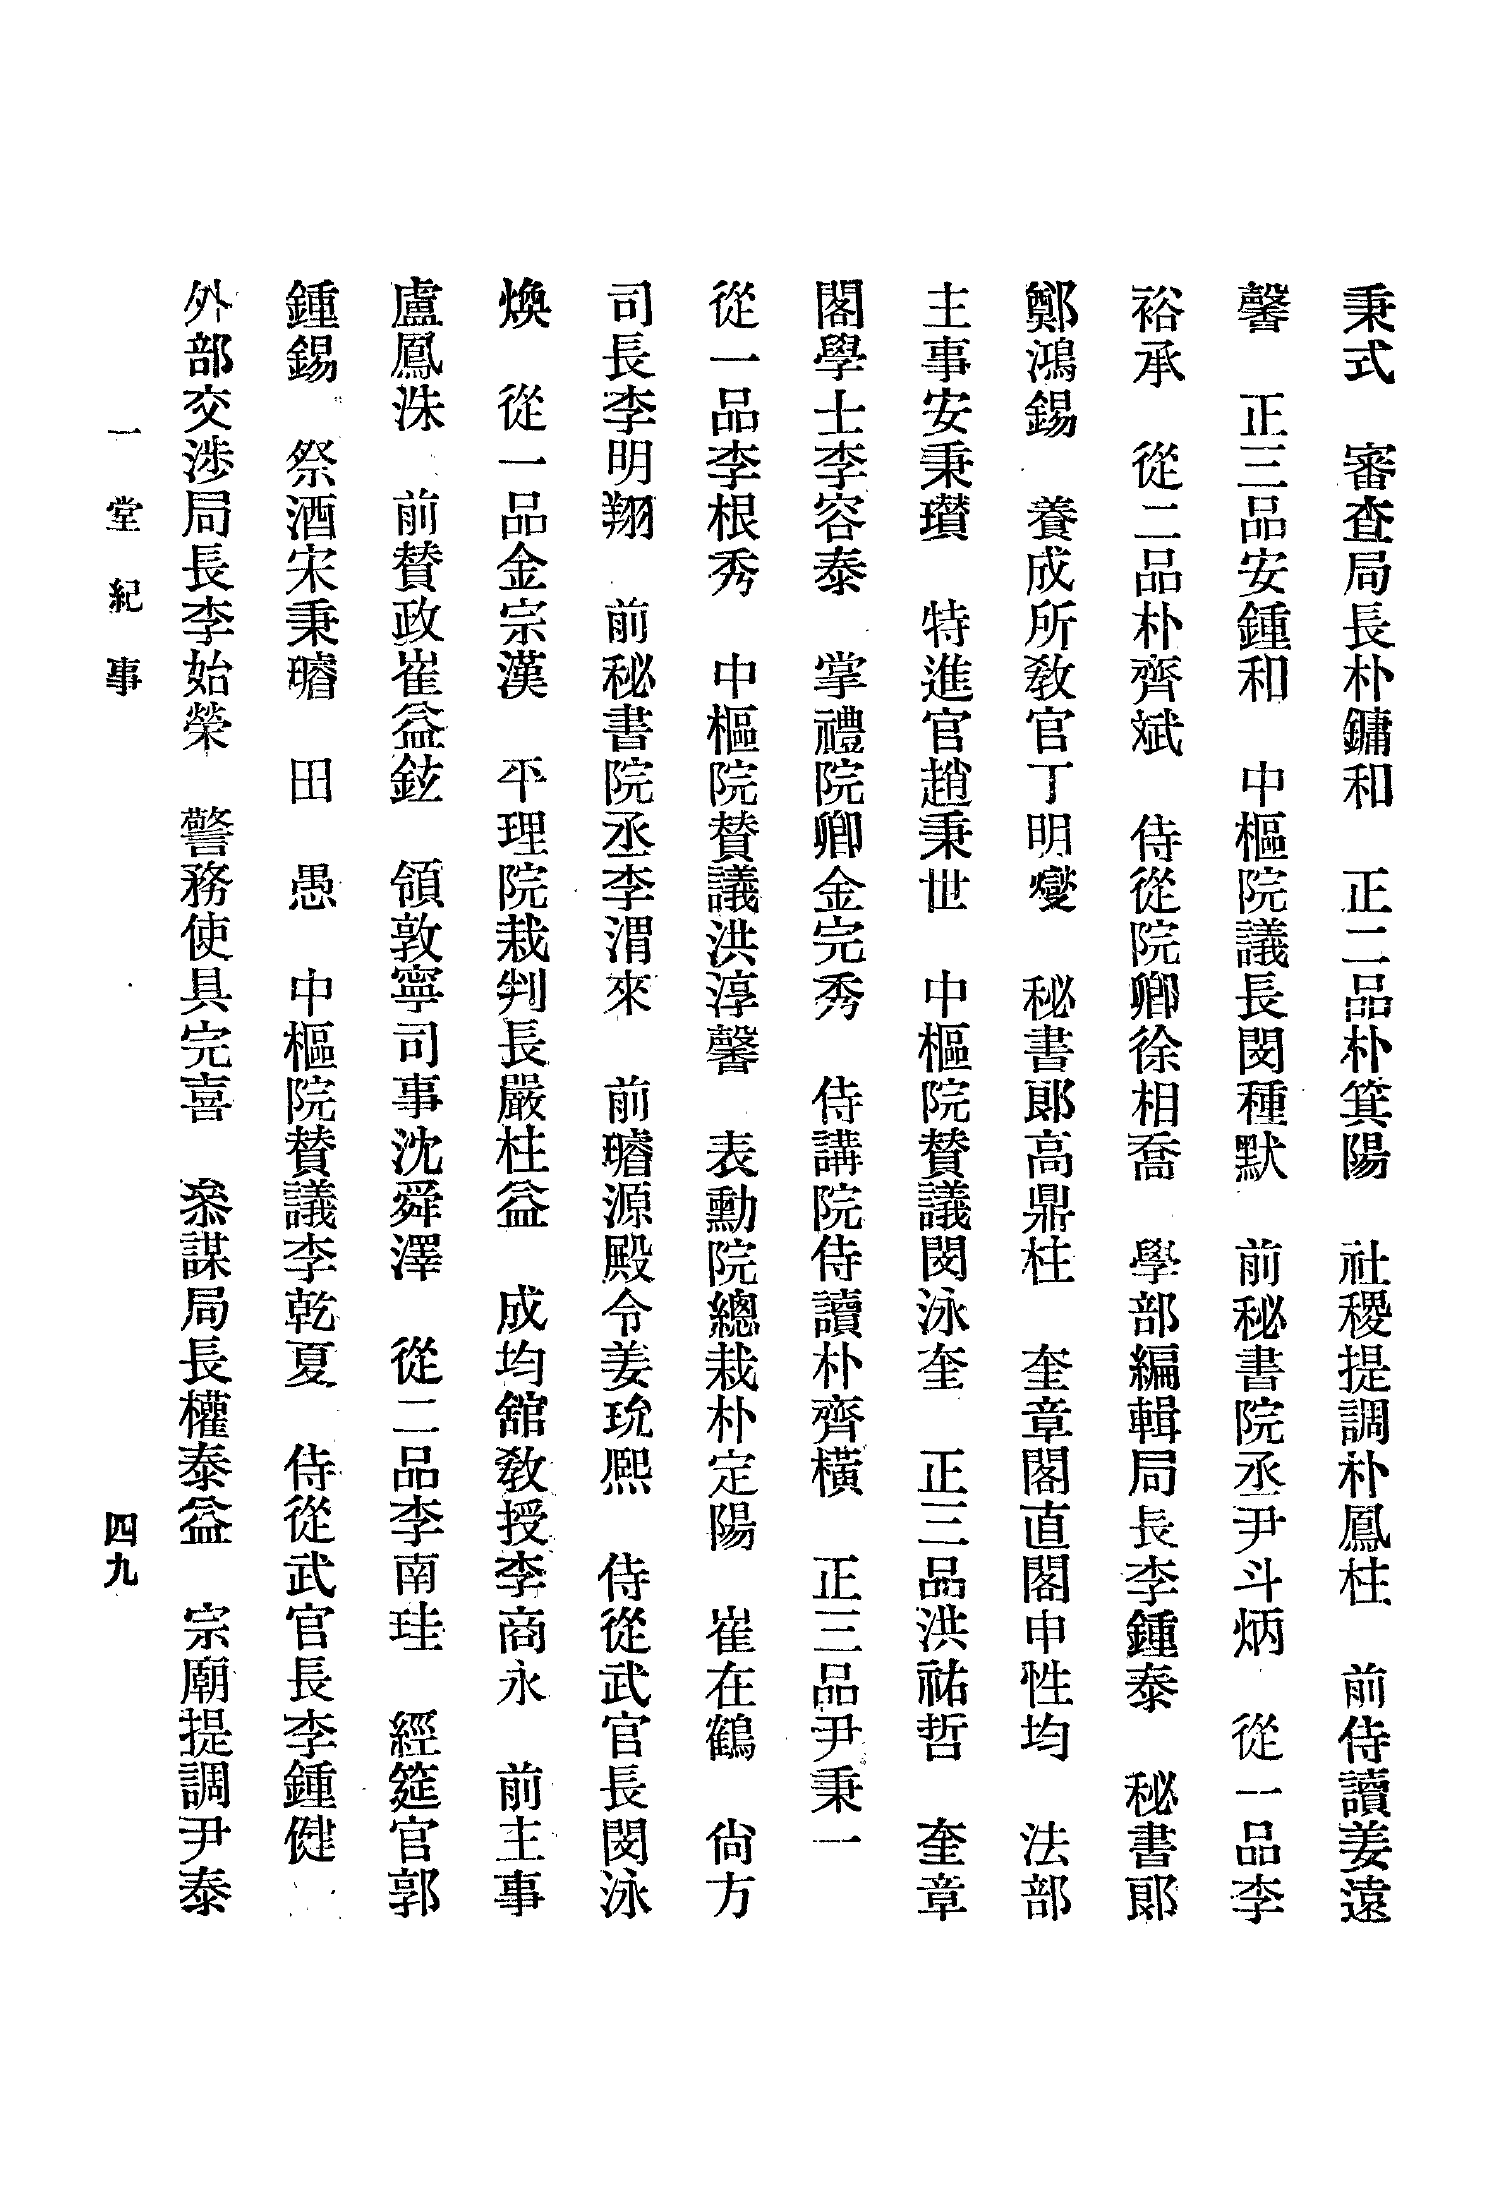 秉式　審査局長朴鏞和　正二品朴箕陽　社稷提調朴鳳柱　前侍讀姜遠
馨　正三品安鍾和　中樞院議長閔種默　前秘書院丞尹斗炳　從一品李
裕承　從二品朴齊斌　侍從院卿徐相喬　學部編輯局長李鍾泰　秘書郎
鄭鴻錫　養成所敎官丁明燮　秘書郎高鼎柱　奎章閣直閣申性均　法部
主事安秉瓚　特進官趙秉世　中樞院贊議閔泳奎　正三品洪祐哲　奎章
閣學士李容泰　掌禮院卿金完秀　侍講院侍讀朴齊橫　正三品尹秉一
從一品李根秀　中樞院贊議洪淳馨　表勳院總裁朴定陽　崔在鶴　尙方
司長李明翔　前秘書院丞李渭來　前璿源殿令姜珫熙　侍從武官長閔泳
煥　從一品金宗漢　平理院裁判長嚴柱益　成均舘敎授李商永　前主事
盧鳳洙　前贊政崔益鉉　領敦寧司事沈舜澤　從二品李南珪　經筵官郭
鍾錫　祭酒宋秉璿　田愚　中樞院贊議李乾夏　侍從武官長李鍾健
外部交涉局長李始榮　警務使具完喜　叅謀局長權泰益　宗廟提調尹泰
一堂紀事　四九